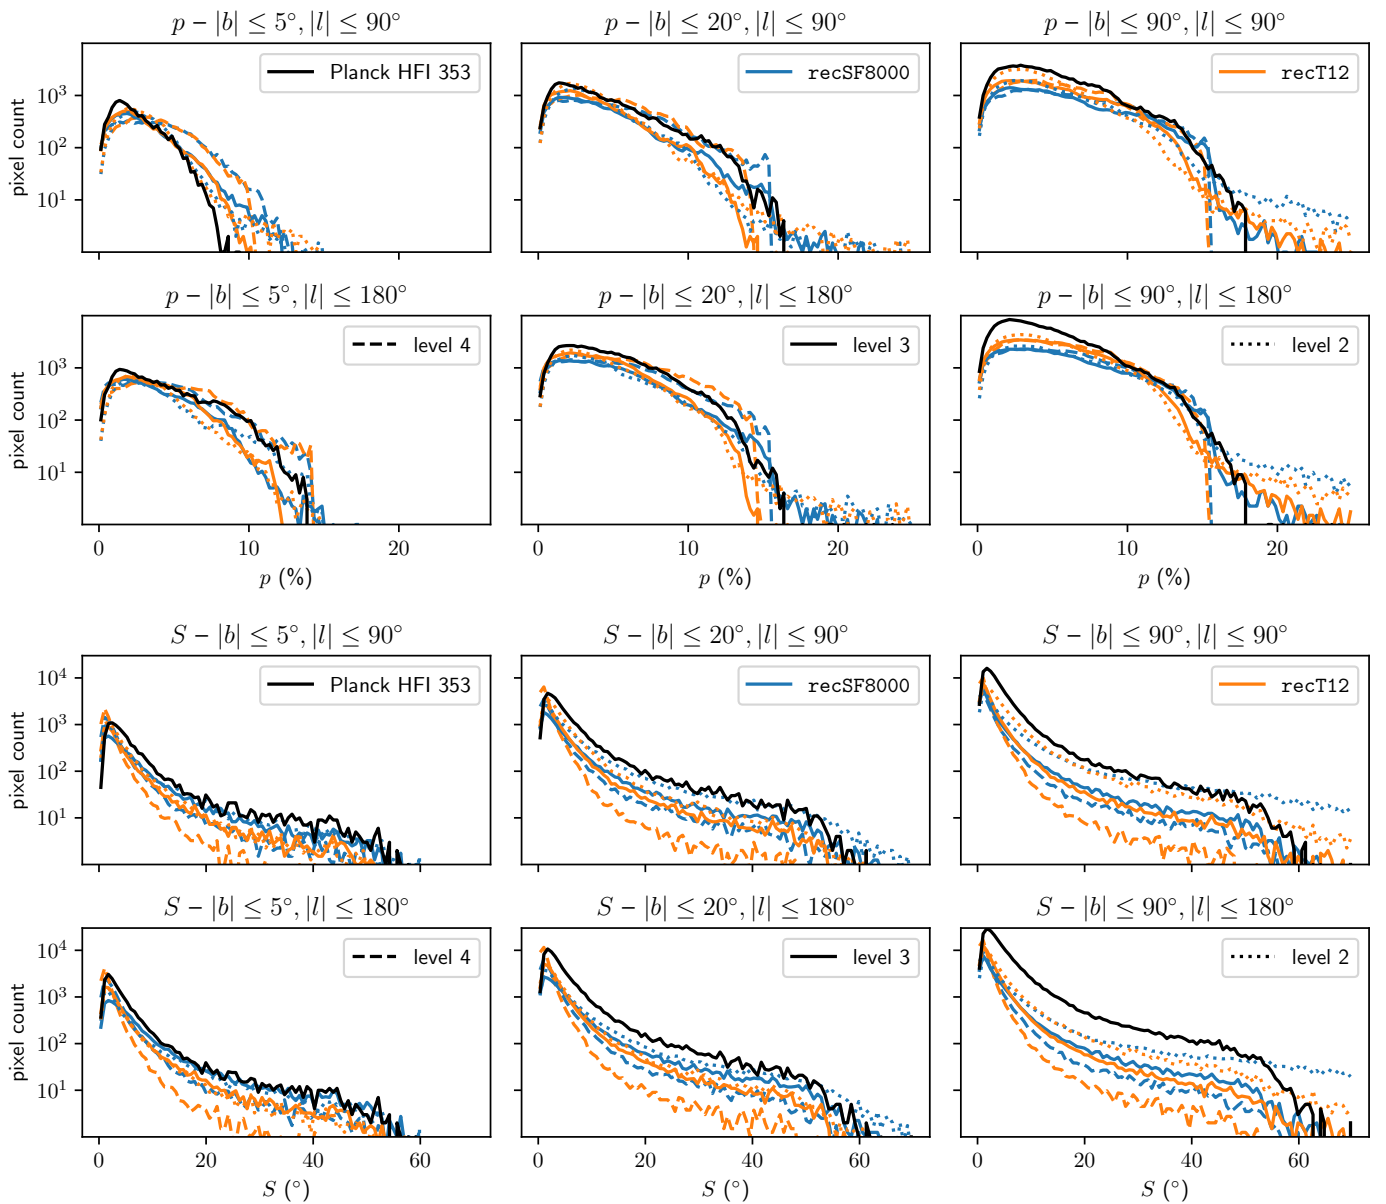 p − |b| ≤ 5°, |l| ≤ 90°
p − |b| ≤ 20°, |l| ≤ 90°
p − |b| ≤ 90°, |l| ≤ 90°
Planck HFI 353
recSF8000
recT12
pixel count
10³
10²
10¹
p − |b| ≤ 5°, |l| ≤ 180°
p − |b| ≤ 20°, |l| ≤ 180°
p − |b| ≤ 90°, |l| ≤ 180°
level 4
level 3
level 2
pixel count
10³
10²
10¹
0 20
0 10 20
0 10 20
p (%)
p (%)
p (%)
S − |b| ≤ 5°, |l| ≤ 90°
S − |b| ≤ 20°, |l| ≤ 90°
S − |b| ≤ 90°, |l| ≤ 90°
Planck HFI 353
recSF8000
recT12
pixel count
10⁴
10³
10²
10¹
S − |b| ≤ 5°, |l| ≤ 180°
S − |b| ≤ 20°, |l| ≤ 180°
S − |b| ≤ 90°, |l| ≤ 180°
level 4
level 3
level 2
pixel count
10⁴
10³
10²
10¹
0 20 40 60
0 20 40 60
0 20 40 60
S (°)
S (°)
S (°)